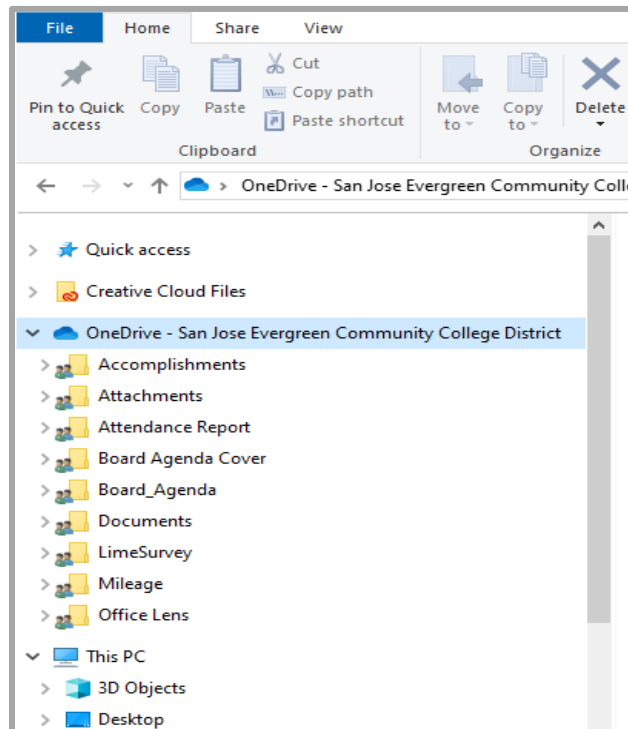 File Home Share View
Pin to Quick access
Copy
Paste
Cut
Copy path
Paste shortcut
Move to
Copy to
Delete
Clipboard
Organize
OneDrive - San Jose Evergreen Community Coll
Quick access
Creative Cloud Files
OneDrive - San Jose Evergreen Community College District
Accomplishments
Attachments
Attendance Report
Board Agenda Cover
Board_Agenda
Documents
LimeSurvey
Mileage
Office Lens
This PC
3D Objects
Desktop